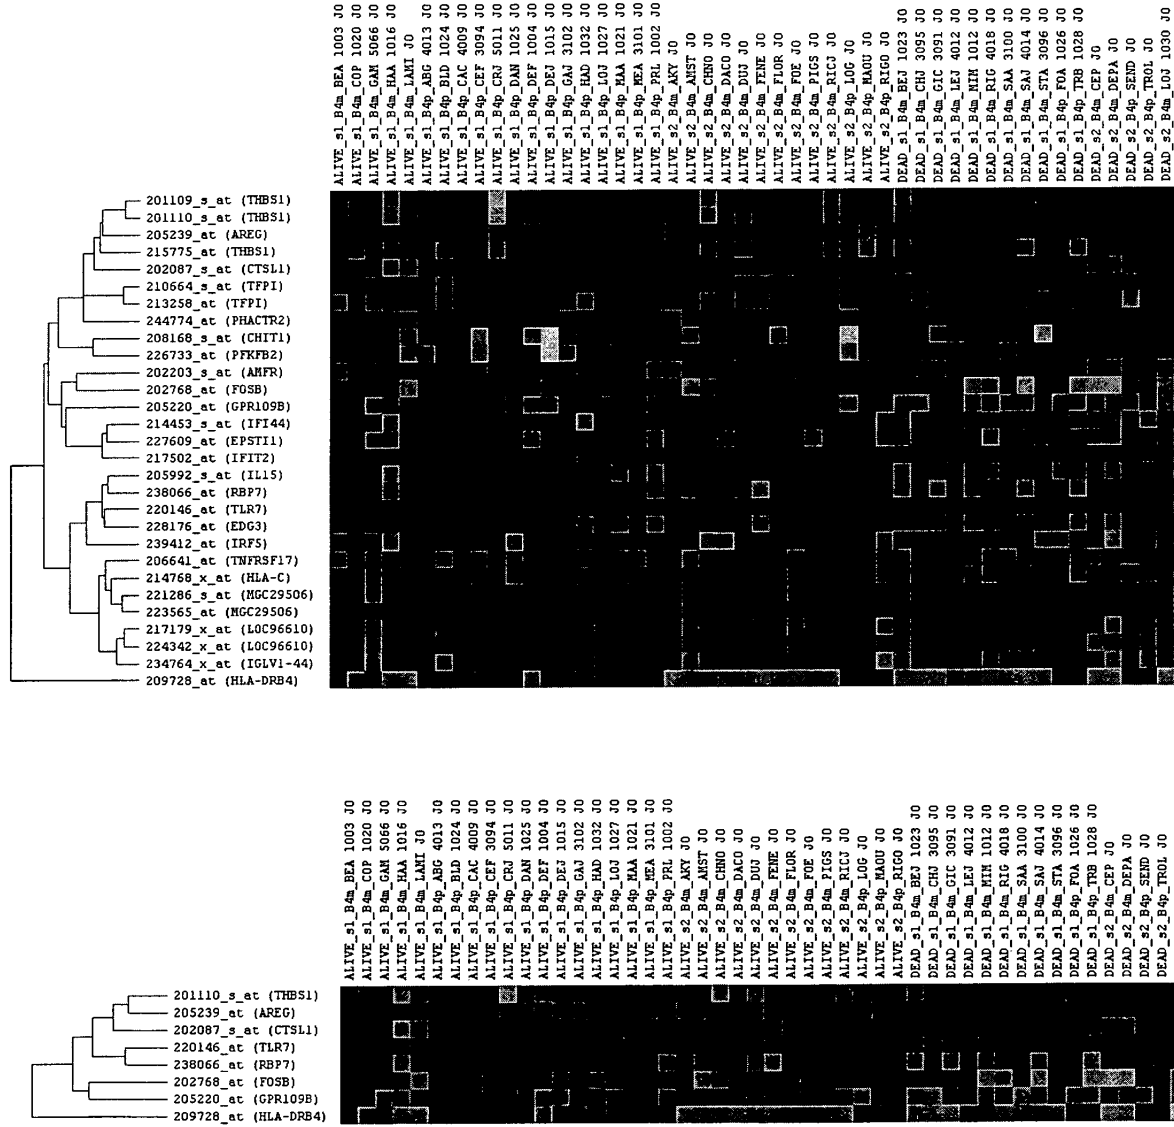 ALIVE_s1_B4m_BEA 1003 J0
ALIVE_s1_B4m_COP 1020 J0
ALIVE_s1_B4m_GAM 5066 J0
ALIVE_s1_B4m_HAA 1016 J0
ALIVE_s1_B4m_LAMI J0
ALIVE_s1_B4p_ABG 4013 J0
ALIVE_s1_B4p_BLD 1024 J0
ALIVE_s1_B4p_CAC 4009 J0
ALIVE_s1_B4p_CEF 3094 J0
ALIVE_s1_B4p_CRJ 5011 J0
ALIVE_s1_B4p_DAN 1025 J0
ALIVE_s1_B4p_DEF 1004 J0
ALIVE_s1_B4p_DEJ 1015 J0
ALIVE_s1_B4p_GAJ 3102 J0
ALIVE_s1_B4p_HAD 1032 J0
ALIVE_s1_B4p_LOJ 1027 J0
ALIVE_s1_B4p_MAA 1021 J0
ALIVE_s1_B4p_MEA 3101 J0
ALIVE_s1_B4p_PRL 1002 J0
ALIVE_s2_B4m_AKY J0
ALIVE_s2_B4m_AMST J0
ALIVE_s2_B4m_CHNO J0
ALIVE_s2_B4m_DACO J0
ALIVE_s2_B4m_DUJ J0
ALIVE_s2_B4m_FENE J0
ALIVE_s2_B4m_FLOR J0
ALIVE_s2_B4m_FOE J0
ALIVE_s2_B4m_PIGS J0
ALIVE_s2_B4m_RICJ J0
ALIVE_s2_B4p_LOG J0
ALIVE_s2_B4p_MAOU J0
ALIVE_s2_B4p_RIGO J0
DEAD_s1_B4m_BEJ 1023 J0
DEAD_s1_B4m_CHJ 3095 J0
DEAD_s1_B4m_GIC 3091 J0
DEAD_s1_B4m_LEJ 4012 J0
DEAD_s1_B4m_MIM 1012 J0
DEAD_s1_B4m_RIG 4018 J0
DEAD_s1_B4m_SAA 3100 J0
DEAD_s1_B4m_SAJ 4014 J0
DEAD_s1_B4m_STA 3096 J0
DEAD_s1_B4p_FOA 1026 J0
DEAD_s1_B4p_TRB 1028 J0
DEAD_s2_B4m_CEP J0
DEAD_s2_B4m_DEPA J0
DEAD_s2_B4p_SEND J0
DEAD_s2_B4p_TROL J0
DEAD_s2_B4m_LOJ 1030 J0
201109_s_at (THBS1)
201110_s_at (THBS1)
205239_at (AREG)
215775_at (THBS1)
202087_s_at (CTSL1)
210664_s_at (TFPI)
213258_at (TFPI)
244774_at (PHACTR2)
208168_s_at (CHIT1)
226733_at (PFKFB2)
202203_s_at (AMFR)
202768_at (FOSB)
205220_at (GPR109B)
214453_s_at (IFI44)
227609_at (EPSTI1)
217502_at (IFIT2)
205992_s_at (IL15)
238066_at (RBP7)
220146_at (TLR7)
228176_at (EDG3)
239412_at (IRF5)
206641_at (TNFRSF17)
214768_x_at (HLA-C)
221286_s_at (MGC29506)
223565_at (MGC29506)
217179_x_at (LOC96610)
224342_x_at (LOC96610)
234764_x_at (IGLV1-44)
209728_at (HLA-DRB4)
ALIVE_s1_B4m_BEA 1003 J0
ALIVE_s1_B4m_COP 1020 J0
ALIVE_s1_B4m_GAM 5066 J0
ALIVE_s1_B4m_HAA 1016 J0
ALIVE_s1_B4m_LAMI J0
ALIVE_s1_B4p_ABG 4013 J0
ALIVE_s1_B4p_BLD 1024 J0
ALIVE_s1_B4p_CAC 4009 J0
ALIVE_s1_B4p_CEF 3094 J0
ALIVE_s1_B4p_CRJ 5011 J0
ALIVE_s1_B4p_DAN 1025 J0
ALIVE_s1_B4p_DEF 1004 J0
ALIVE_s1_B4p_DEJ 1015 J0
ALIVE_s1_B4p_GAJ 3102 J0
ALIVE_s1_B4p_HAD 1032 J0
ALIVE_s1_B4p_LOJ 1027 J0
ALIVE_s1_B4p_MAA 1021 J0
ALIVE_s1_B4p_MEA 3101 J0
ALIVE_s1_B4p_PRL 1002 J0
ALIVE_s2_B4m_AKY J0
ALIVE_s2_B4m_AMST J0
ALIVE_s2_B4m_CHNO J0
ALIVE_s2_B4m_DACO J0
ALIVE_s2_B4m_DUJ J0
ALIVE_s2_B4m_FENE J0
ALIVE_s2_B4m_FLOR J0
ALIVE_s2_B4m_FOE J0
ALIVE_s2_B4m_PIGS J0
ALIVE_s2_B4m_RICJ J0
ALIVE_s2_B4p_LOG J0
ALIVE_s2_B4p_MAOU J0
ALIVE_s2_B4p_RIGO J0
DEAD_s1_B4m_BEJ 1023 J0
DEAD_s1_B4m_CHJ 3095 J0
DEAD_s1_B4m_GIC 3091 J0
DEAD_s1_B4m_LEJ 4012 J0
DEAD_s1_B4m_MIM 1012 J0
DEAD_s1_B4m_RIG 4018 J0
DEAD_s1_B4m_SAA 3100 J0
DEAD_s1_B4m_SAJ 4014 J0
DEAD_s1_B4m_STA 3096 J0
DEAD_s1_B4p_FOA 1026 J0
DEAD_s1_B4p_TRB 1028 J0
DEAD_s2_B4m_CEP J0
DEAD_s2_B4m_DEPA J0
DEAD_s2_B4p_SEND J0
DEAD_s2_B4p_TROL J0
201110_s_at (THBS1)
205239_at (AREG)
202087_s_at (CTSL1)
220146_at (TLR7)
238066_at (RBP7)
202768_at (FOSB)
205220_at (GPR109B)
209728_at (HLA-DRB4)